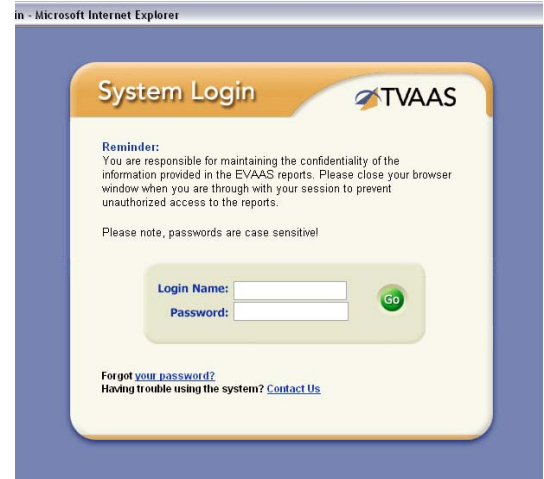 in - Microsoft Internet Explorer
System Login
TVAAS
Reminder:
You are responsible for maintaining the confidentiality of the
information provided in the EVAAS reports. Please close your browser
window when you are through with your session to prevent
unauthorized access to the reports.
Please note, passwords are case sensitive!
Login Name:
Go
Password:
Forgot your password?
Having trouble using the system? Contact Us